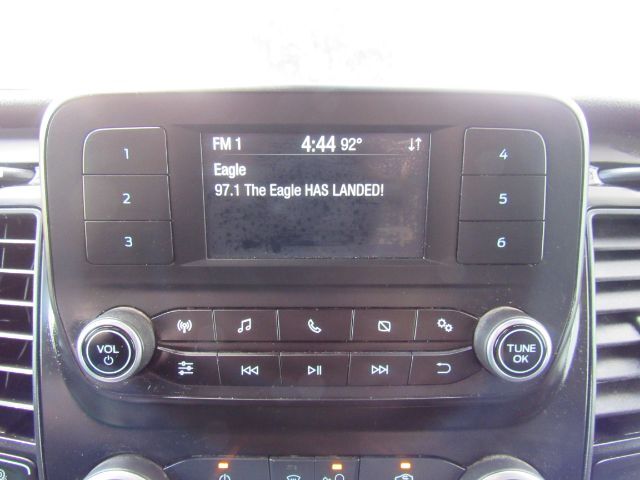 FM 1 4:44 92°
Eagle
97.1 The Eagle HAS LANDED!
1
2
3
4
5
6
VOL
TUNE
OK